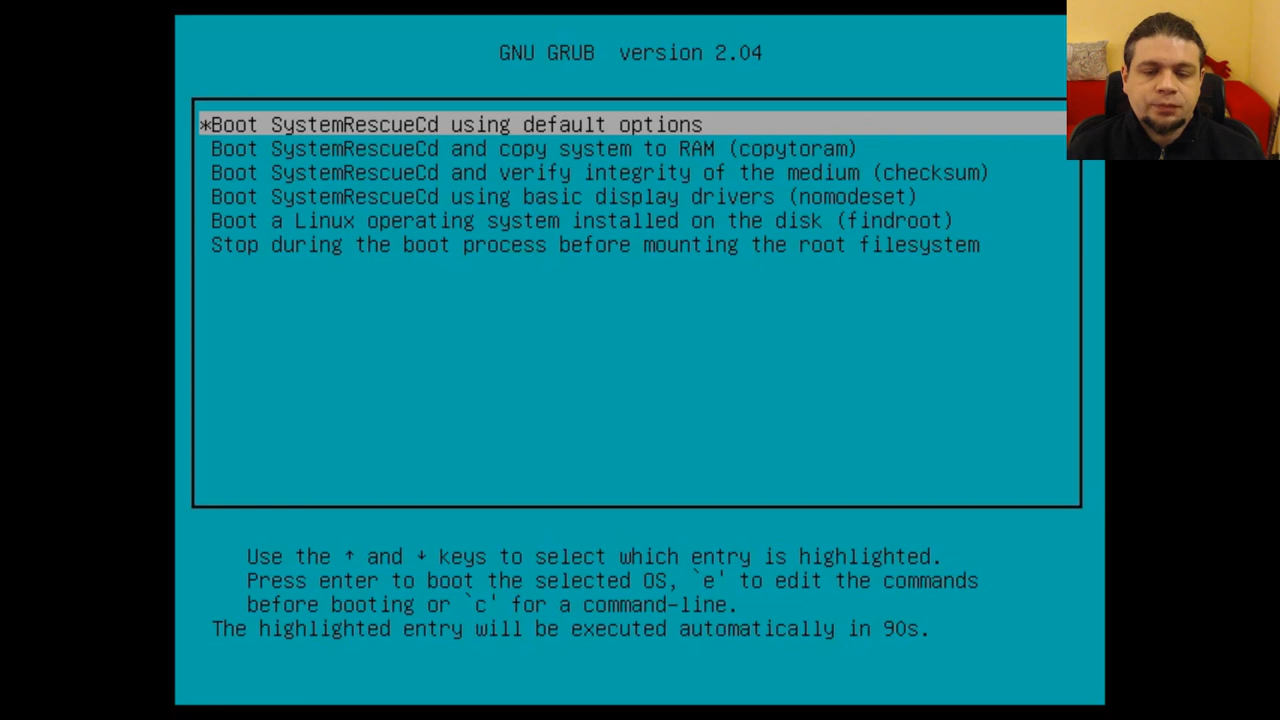 GNU GRUB version 2.04
*Boot SystemRescueCd using default options
Boot SystemRescueCd and copy system to RAM (copytoram)
Boot SystemRescueCd and verify integrity of the medium (checksum)
Boot SystemRescueCd using basic display drivers (nomodeset)
Boot a Linux operating system installed on the disk (findroot)
Stop during the boot process before mounting the root filesystem
Use the ↑ and ↓ keys to select which entry is highlighted.
Press enter to boot the selected OS, `e' to edit the commands
before booting or `c' for a command-line.
The highlighted entry will be executed automatically in 90s.